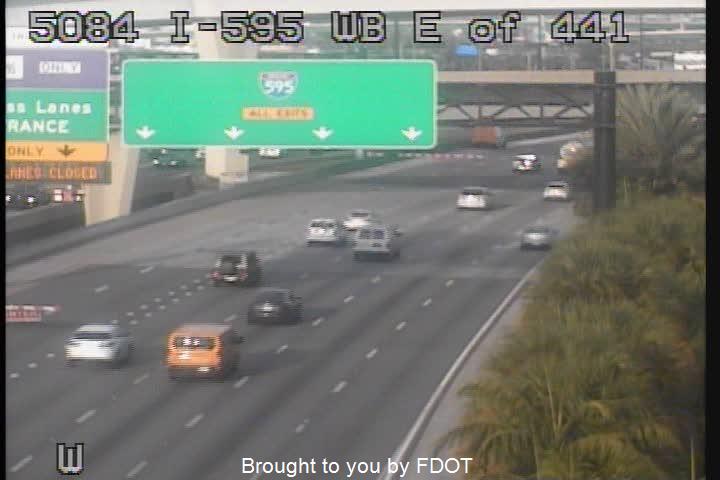 5084 I-595 WB E of 441
ONLY
ss Lanes
RANCE
ONLY
LANES CLOSED
595
ALL EXITS
W
Brought to you by FDOT